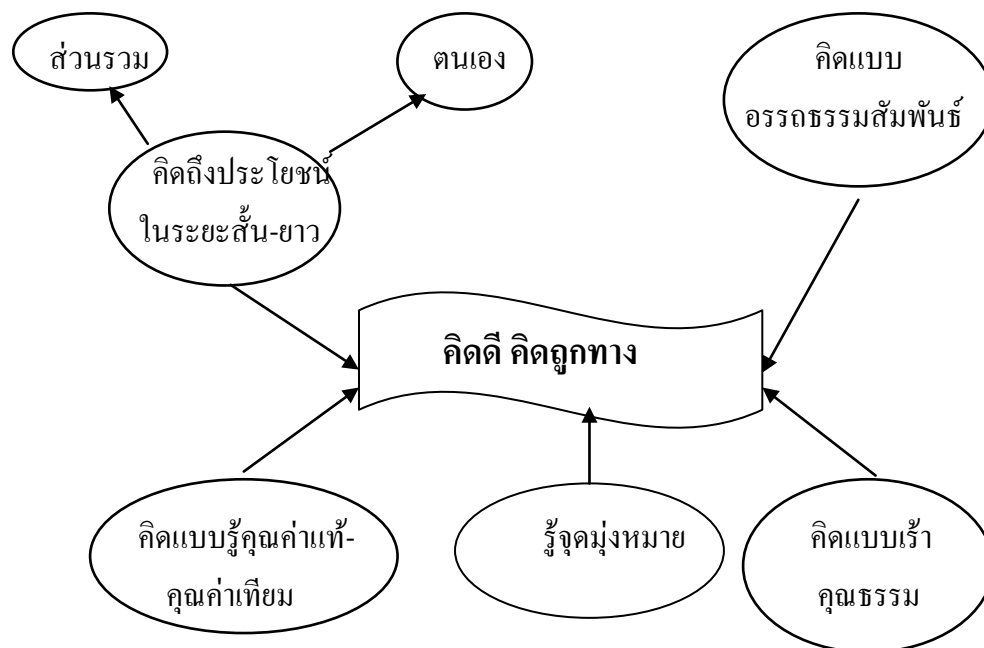 ส่วนรวม
ตนเอง
คิดแบบ
อรรถธรรมสัมพันธ์
คิดถึงประโยชน์
ในระยะสั้น-ยาว
คิดดี คิดถูกทาง
คิดแบบรู้คุณค่าแท้-
คุณค่าเทียม
รู้จุดมุ่งหมาย
คิดแบบเร้า
คุณธรรม